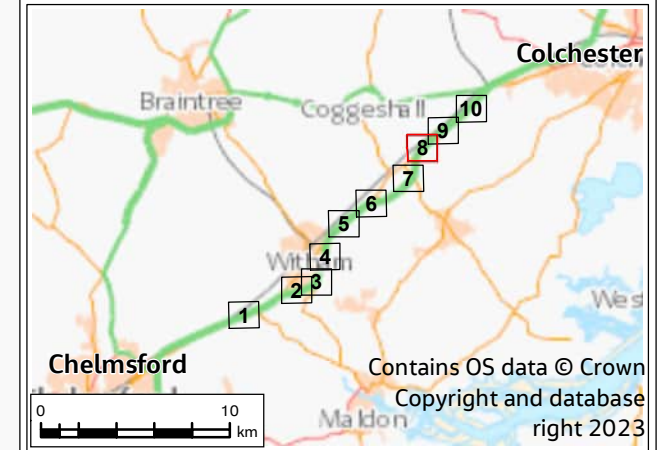 Colchester
Braintree
Coggeshall
10
9
8
7
6
5
4
Witham
3
2
1
Wes
Chelmsford
Contains OS data © Crown
Copyright and database
right 2023
Maldon
0 10
km